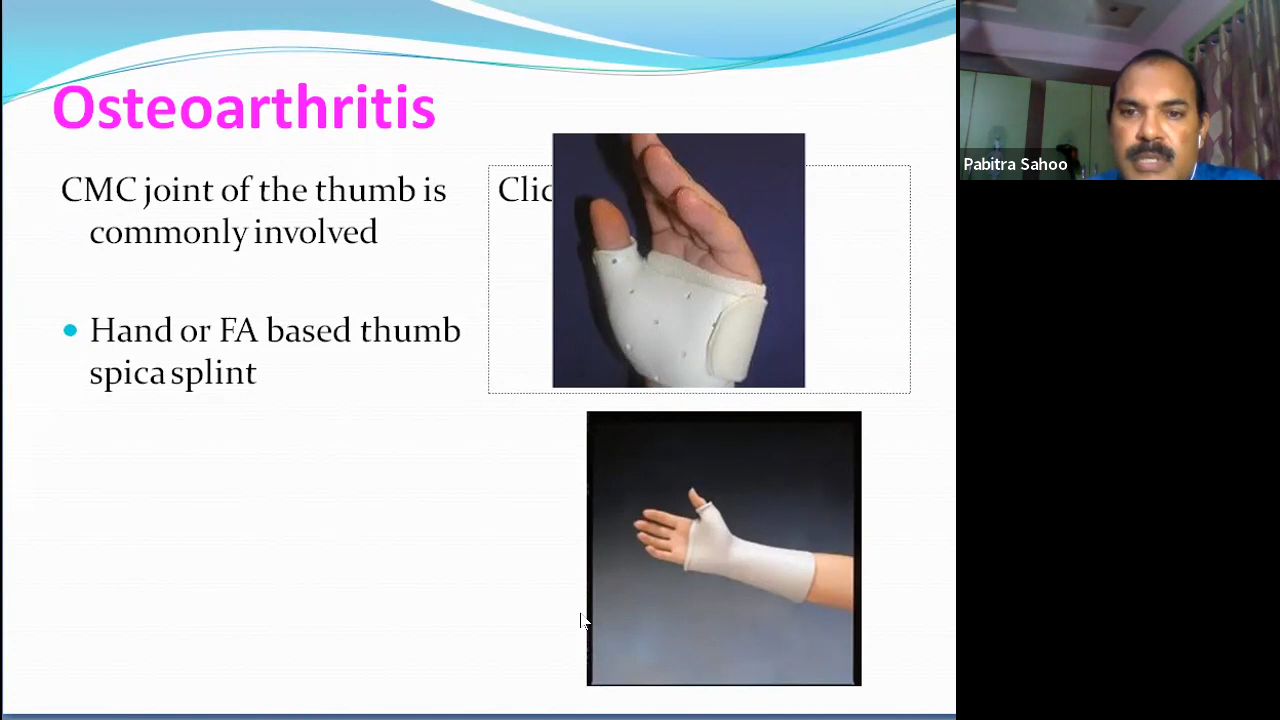 Osteoarthritis
CMC joint of the thumb is
commonly involved
Hand or FA based thumb
spica splint
Clic
Pabitra Sahoo